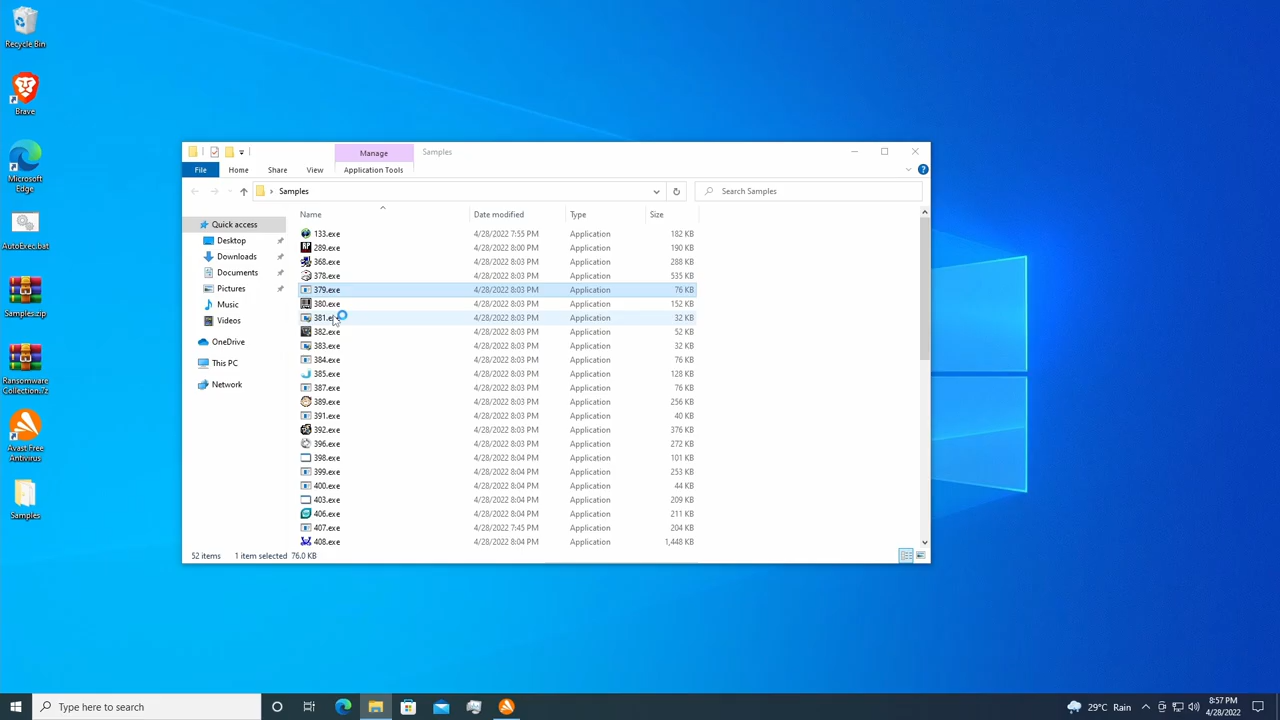 Recycle Bin
Brave
Microsoft
Edge
AutoExec.bat
Samples.zip
Ransomware
Collection.7z
Avast Free
Antivirus
Samples
Manage
Samples
File
Home
Share
View
Application Tools
Samples
Search Samples
Quick access
Desktop
Downloads
Documents
Pictures
Music
Videos
OneDrive
This PC
Network
Name Date modified Type Size
133.exe 4/28/2022 7:55 PM Application 182 KB
289.exe 4/28/2022 8:00 PM Application 190 KB
368.exe 4/28/2022 8:03 PM Application 288 KB
378.exe 4/28/2022 8:03 PM Application 535 KB
379.exe 4/28/2022 8:03 PM Application 76 KB
380.exe 4/28/2022 8:03 PM Application 152 KB
381.exe 4/28/2022 8:03 PM Application 32 KB
382.exe 4/28/2022 8:03 PM Application 52 KB
383.exe 4/28/2022 8:03 PM Application 32 KB
384.exe 4/28/2022 8:03 PM Application 76 KB
385.exe 4/28/2022 8:03 PM Application 128 KB
387.exe 4/28/2022 8:03 PM Application 76 KB
389.exe 4/28/2022 8:03 PM Application 256 KB
391.exe 4/28/2022 8:03 PM Application 40 KB
392.exe 4/28/2022 8:03 PM Application 376 KB
396.exe 4/28/2022 8:03 PM Application 272 KB
398.exe 4/28/2022 8:04 PM Application 101 KB
399.exe 4/28/2022 8:04 PM Application 253 KB
400.exe 4/28/2022 8:04 PM Application 44 KB
403.exe 4/28/2022 8:04 PM Application 209 KB
406.exe 4/28/2022 8:04 PM Application 211 KB
407.exe 4/28/2022 7:45 PM Application 204 KB
408.exe 4/28/2022 8:04 PM Application 1,448 KB
52 items 1 item selected 76.0 KB
Type here to search
29°C Rain
8:57 PM
4/28/2022